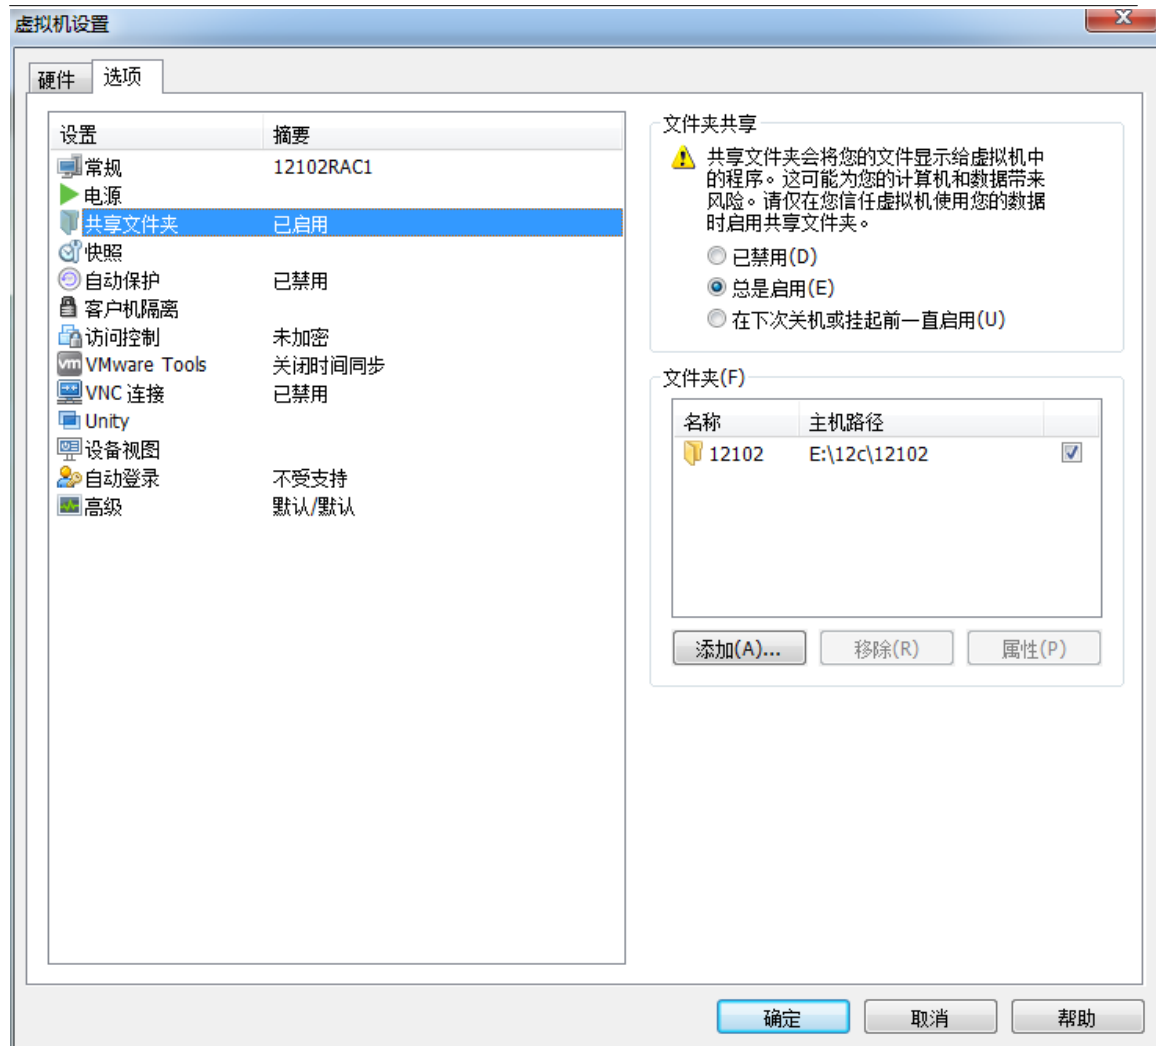 虚拟机设置
硬件 选项
设置 摘要
常规 12102RAC1
电源
共享文件夹 已启用
快照
自动保护 已禁用
客户机隔离
访问控制 未加密
vm VMware Tools 关闭时间同步
VNC 连接 已禁用
Unity
设备视图
自动登录 不受支持
高级 默认/默认
文件夹共享
共享文件夹会将您的文件显示给虚拟机中
的程序。这可能为您的计算机和数据带来
风险。请仅在您信任虚拟机使用您的数据
时启用共享文件夹。
已禁用(D)
总是启用(E)
在下次关机或挂起前一直启用(U)
文件夹(F)
名称 主机路径
12102 E:\12c\12102
添加(A)... 移除(R) 属性(P)
确定 取消 帮助